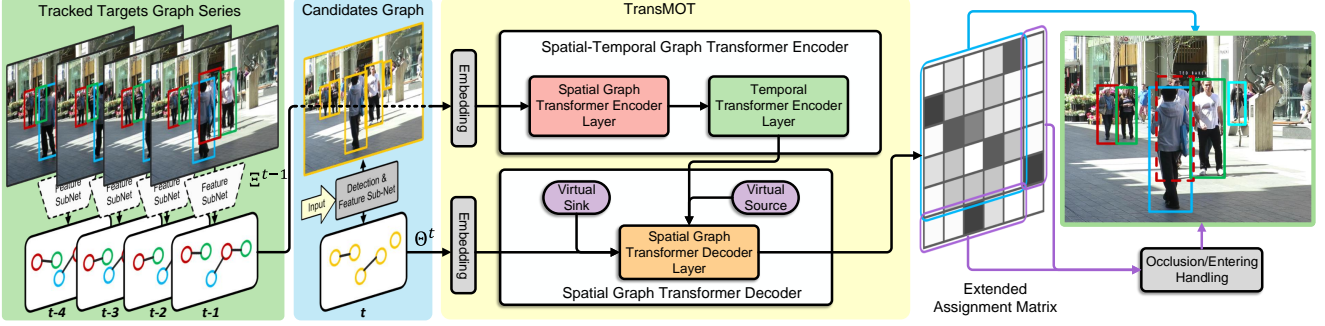 Tracked Targets Graph Series
Candidates Graph
TransMOT
Spatial-Temporal Graph Transformer Encoder
Embedding
Spatial Graph
Transformer Encoder
Layer
Temporal
Transformer Encoder
Layer
Feature
SubNet
Feature
SubNet
Feature
SubNet
Feature
SubNet
Ξ^{t-1}
Input
Detection &
Feature Sub-Net
Θ^t
Embedding
Virtual
Sink
Virtual
Source
Spatial Graph
Transformer Decoder
Layer
Spatial Graph Transformer Decoder
Extended
Assignment Matrix
Occlusion/Entering
Handling
t-4
t-3
t-2
t-1
t